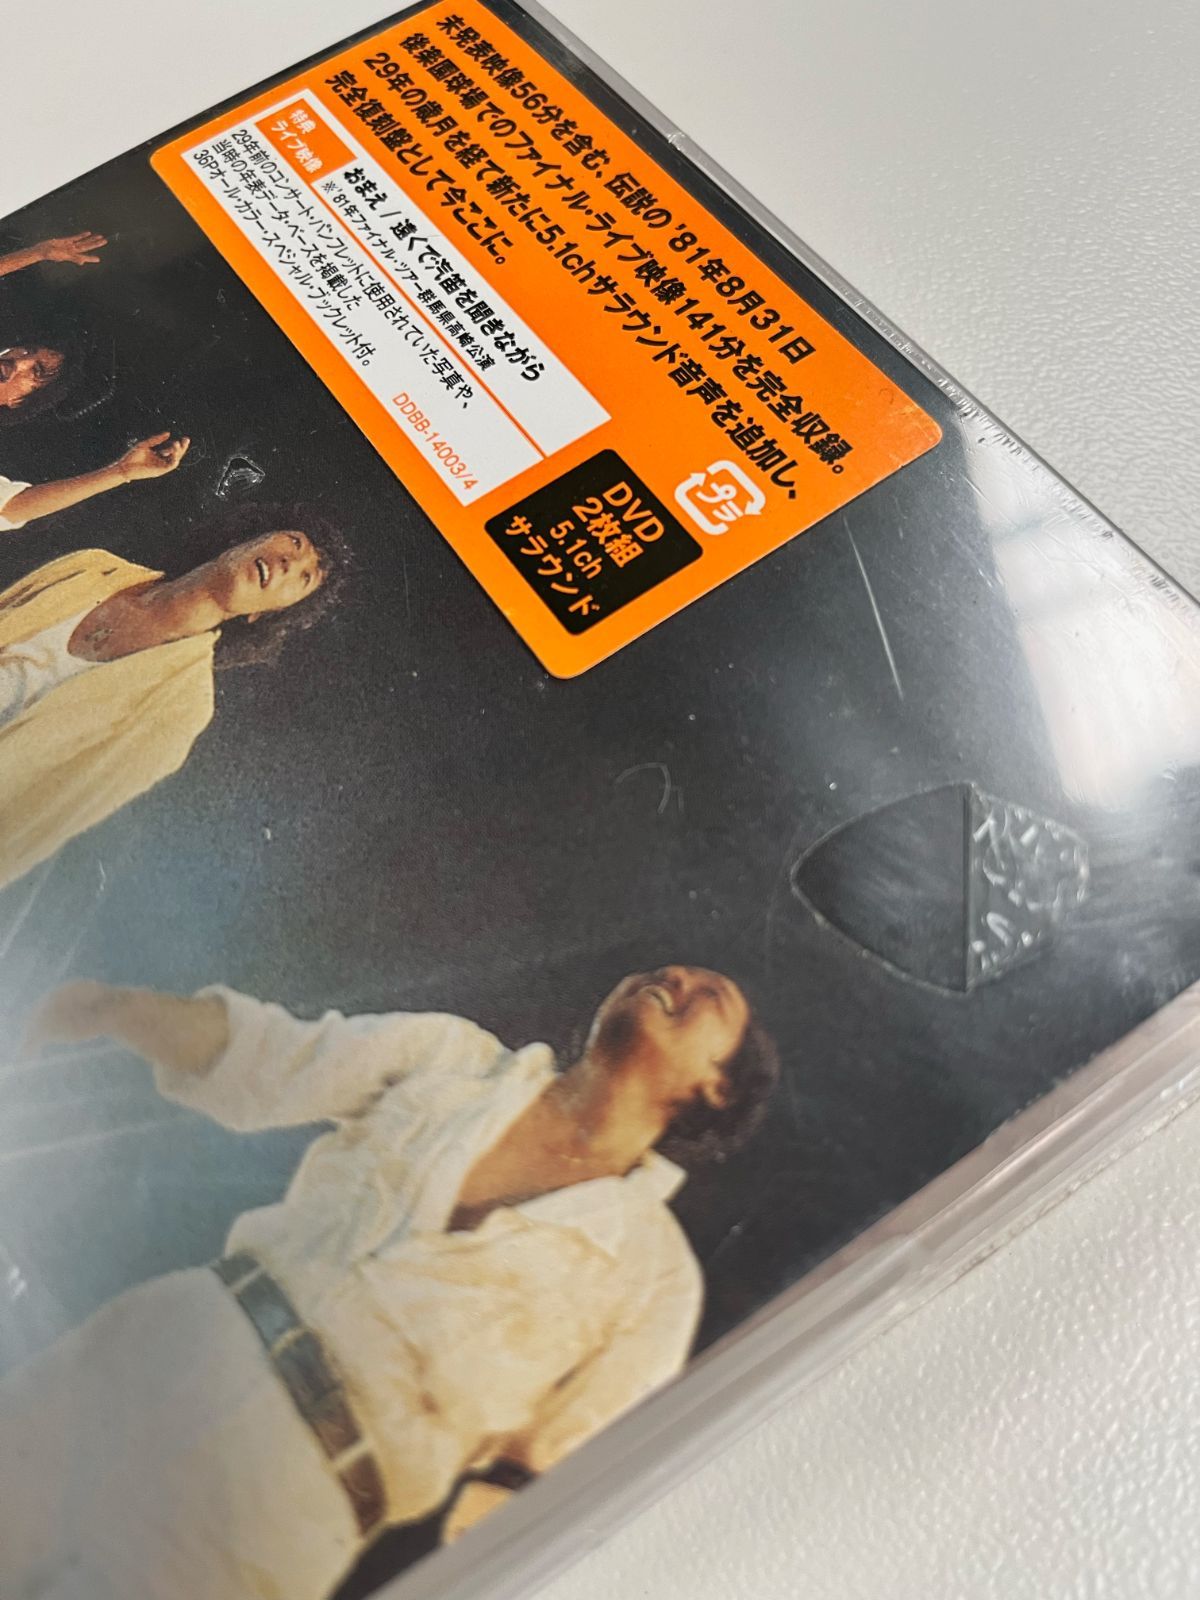 未発表映像56分を含む、伝説の'81年8月31日
後楽園球場でのファイナル・ライブ映像141分を完全収録。
29年の歳月を経て新たに5.1chサラウンド音声を追加し、
完全復刻盤として今ここに。
特典
ライブ映像
おまえ / 遠くで汽笛を聞きながら
※'81年ファイナル・ツアー群馬県高崎公演
29年前のコンサート・パンフレットに使用されていた写真や、
当時の年表データ・ベースを掲載した
36Pオール・カラー・スペシャル・ブックレット付。
DDBB-14003/4
DVD
2枚組
5.1ch
サラウンド
プラ